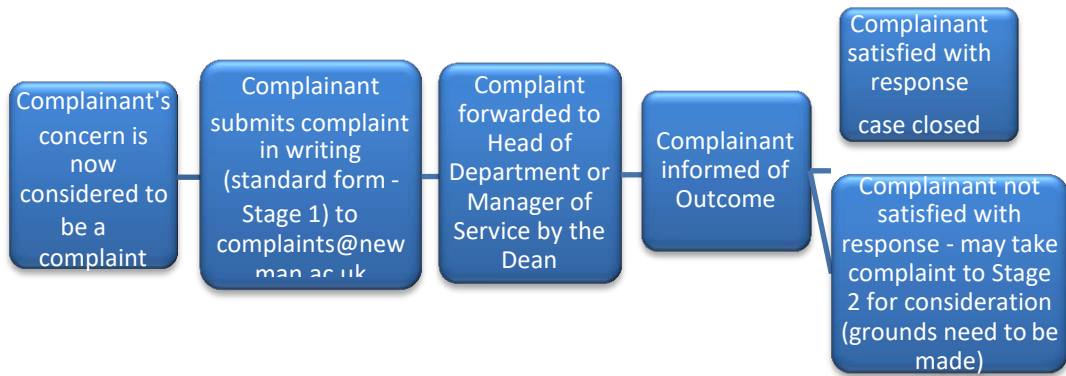 Complainant's
concern is
now
considered to
be a
complaint
Complainant
submits complaint
in writing
(standard form -
Stage 1) to
complaints@new
man.ac.uk
Complaint
forwarded to
Head of
Department or
Manager of
Service by the
Dean
Complainant
informed of
Outcome
Complainant
satisfied with
response
case closed
Complainant not
satisfied with
response - may take
complaint to Stage
2 for consideration
(grounds need to be
made)